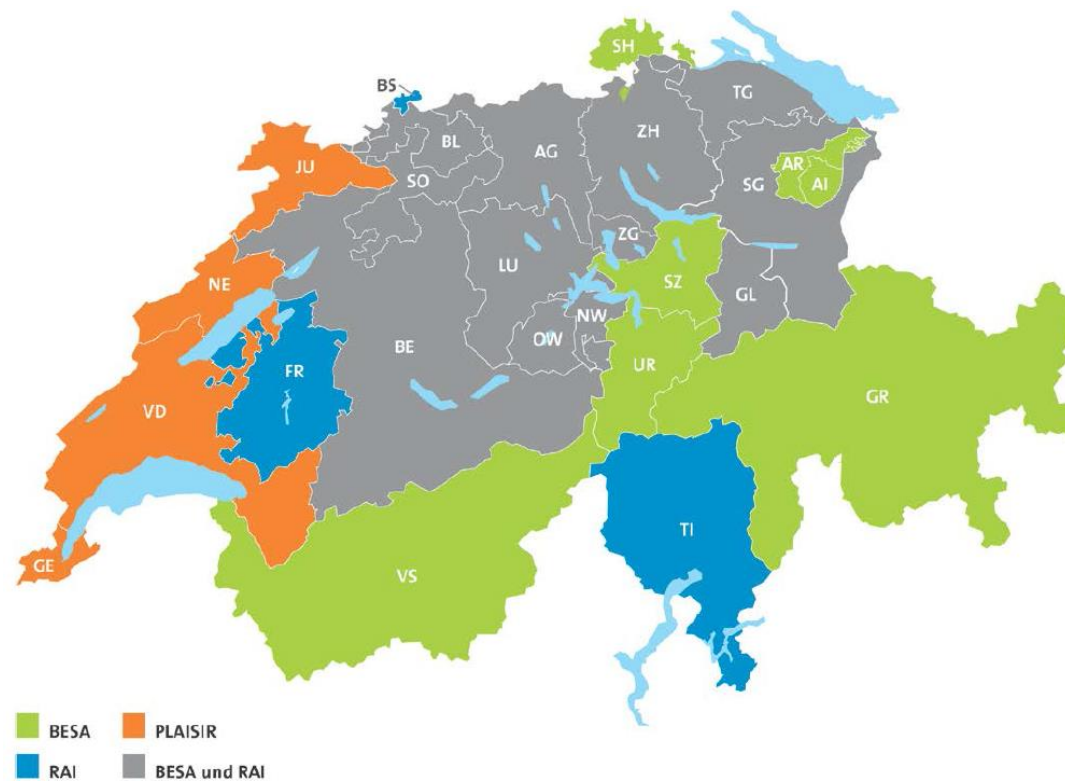 SH
BS
TG
BL
ZH
AG
JU
AR
SO
SG
AI
ZG
LU
NE
SZ
GL
NW
OW
BE
UR
FR
GR
VD
TI
GE
VS
BESA
PLAISIR
RAI
BESA und RAI